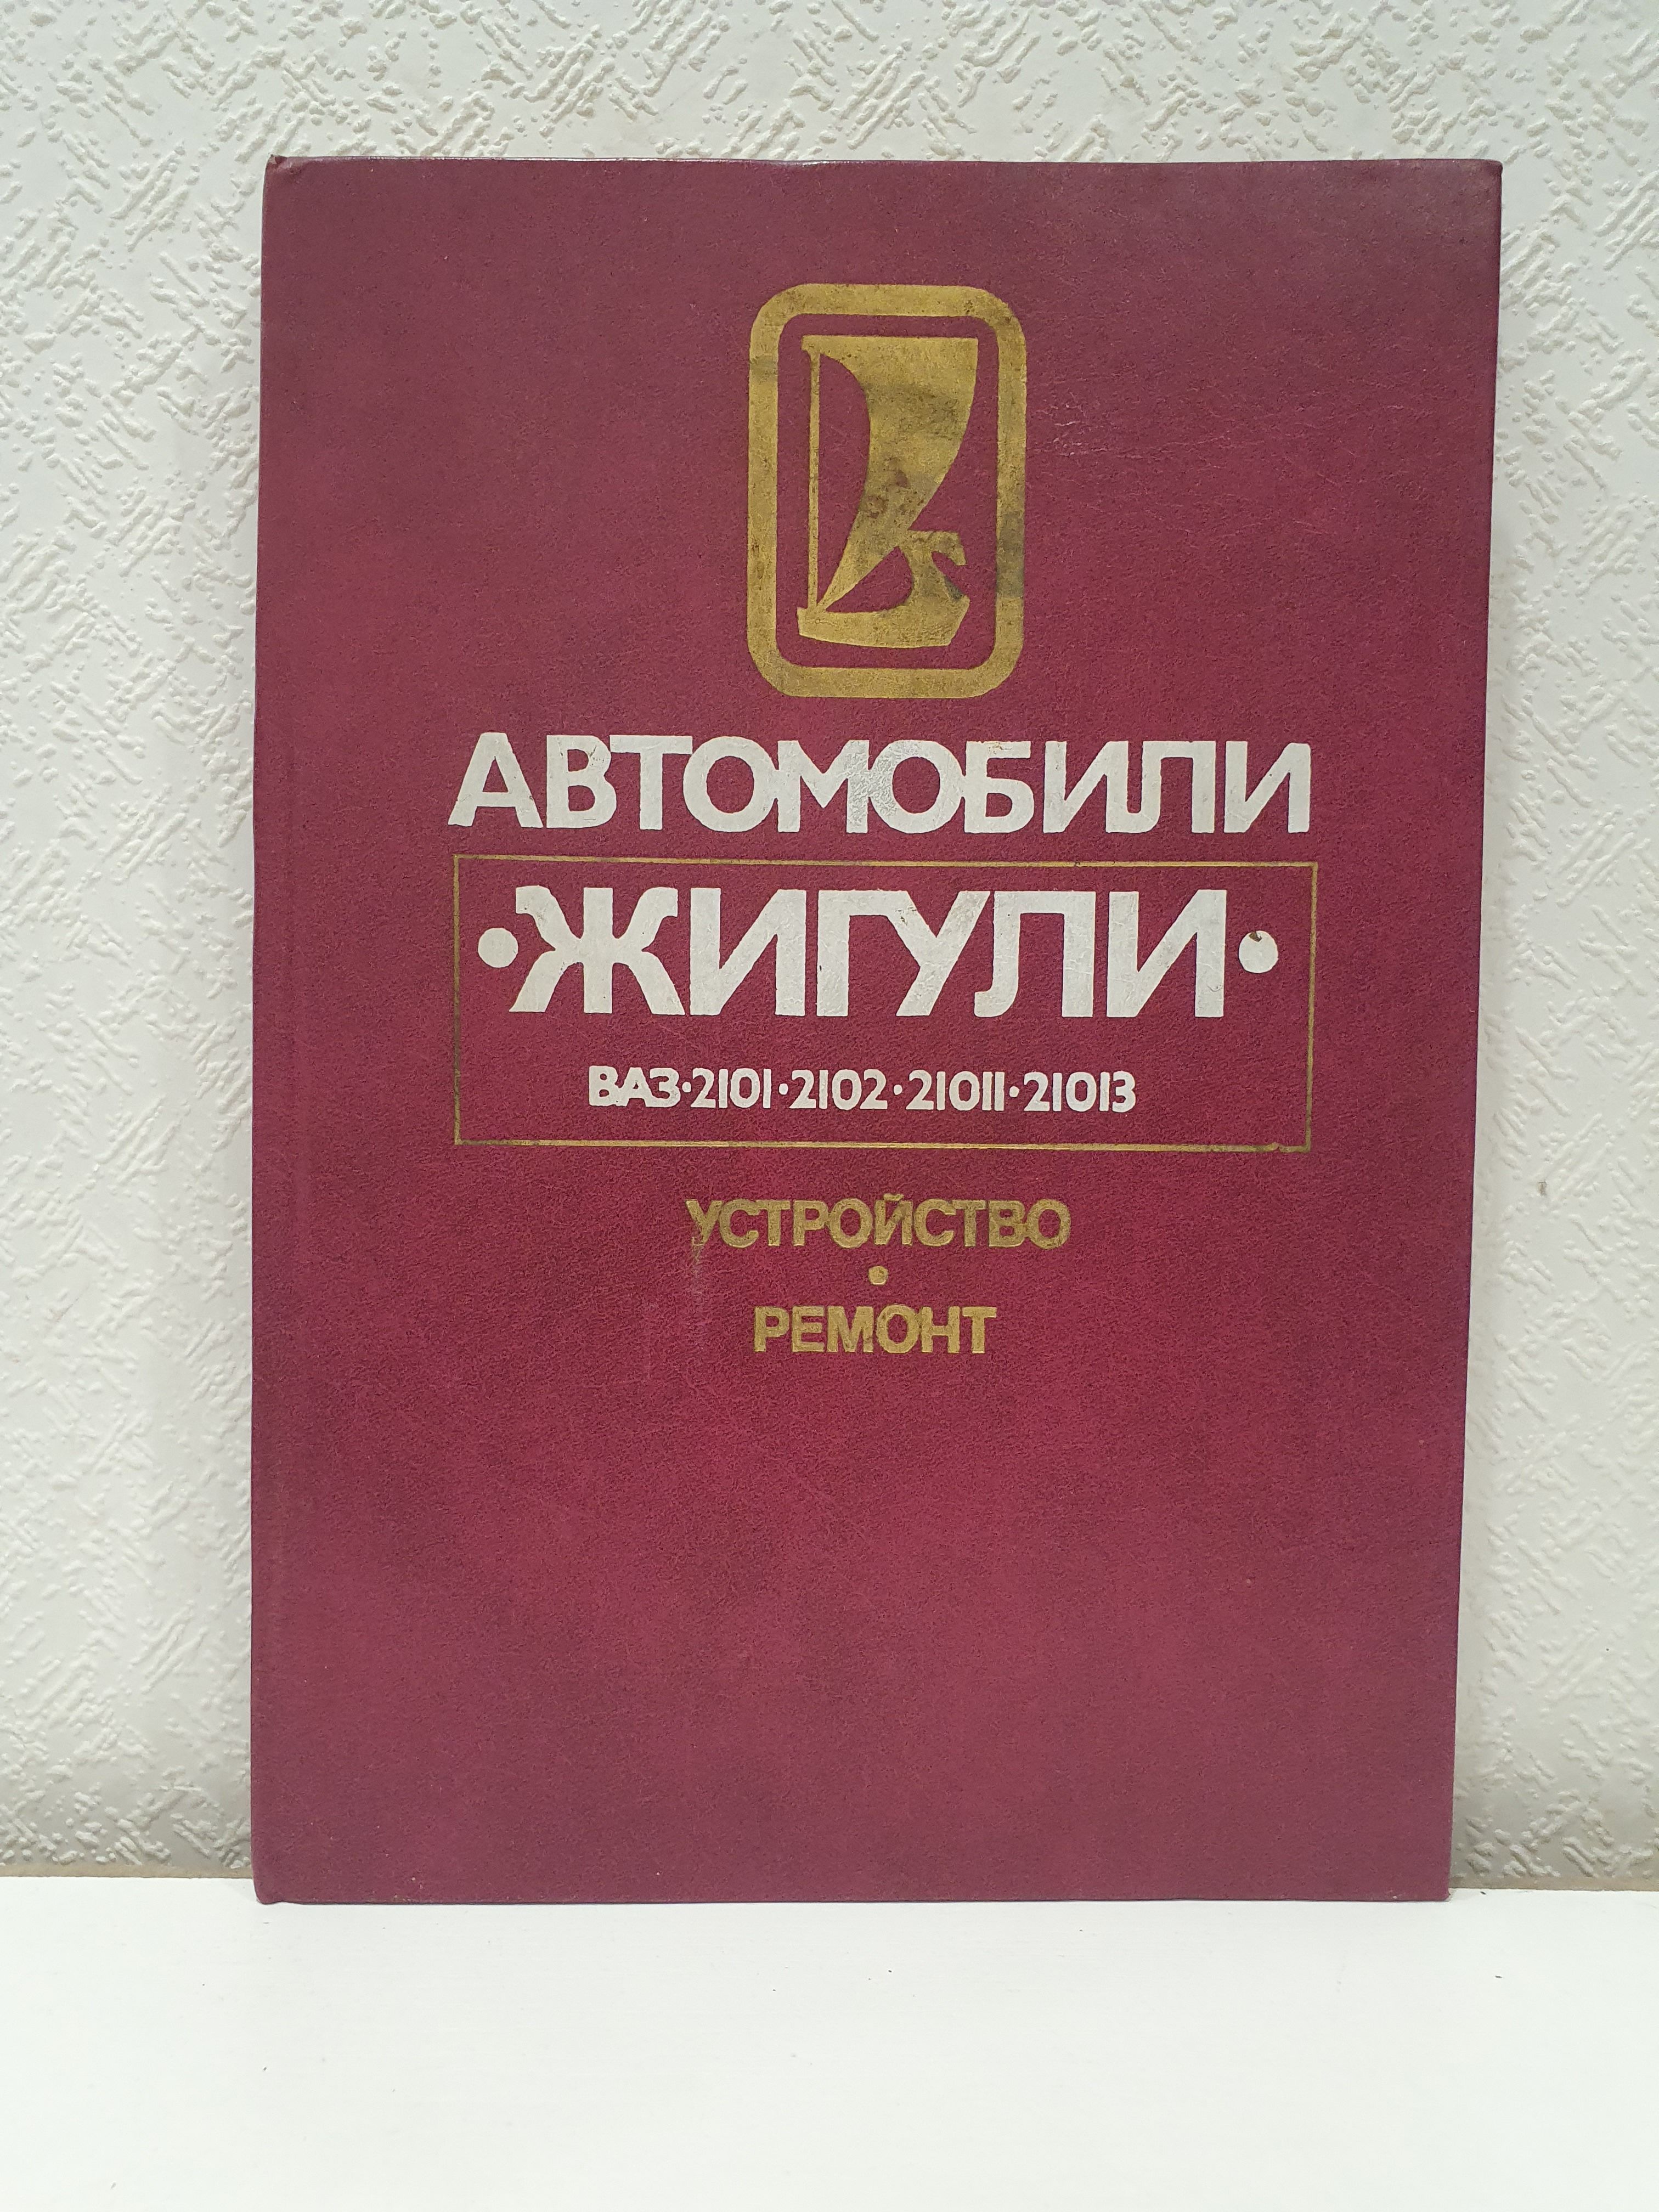 АВТОМОБИЛИ
•ЖИГУЛИ•
ВАЗ•2101•2102•21011•21013
УСТРОЙСТВО
•
РЕМОНТ